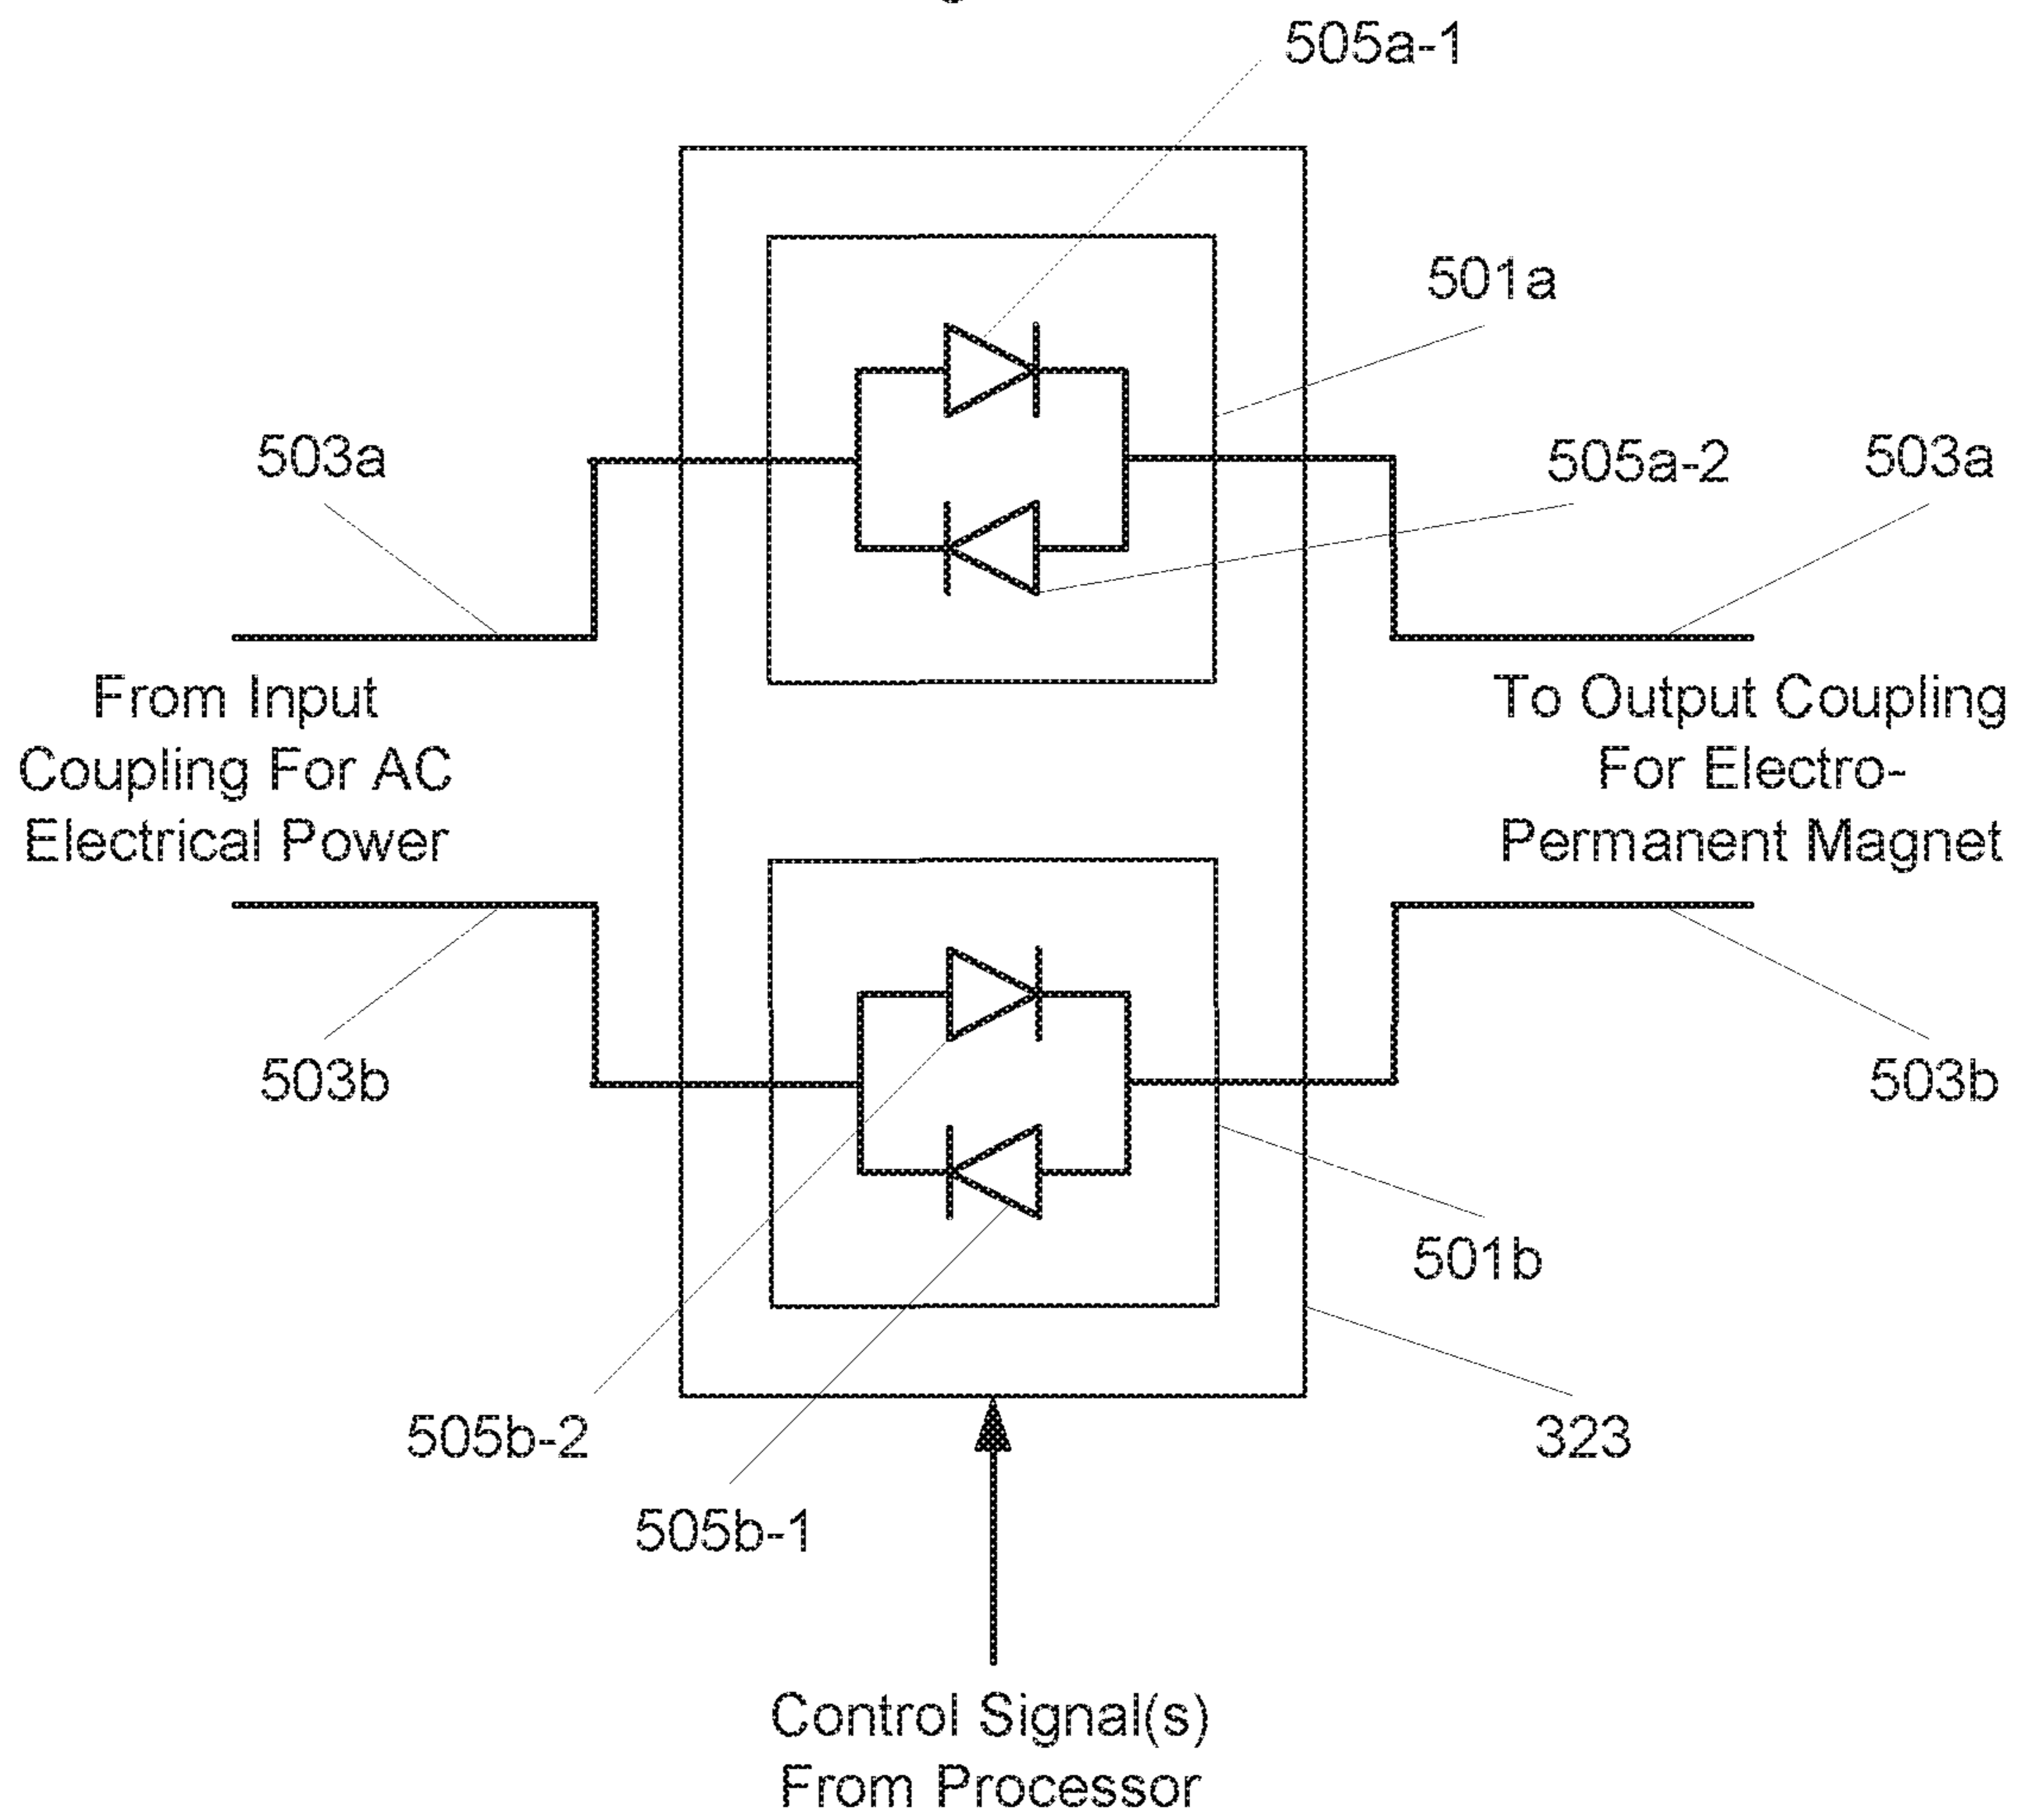 505a-1
501a
503a
505a-2
503a
From Input
Coupling For AC
Electrical Power
To Output Coupling
For Electro-
Permanent Magnet
503b
503b
501b
505b-2
323
505b-1
Control Signal(s)
From Processor